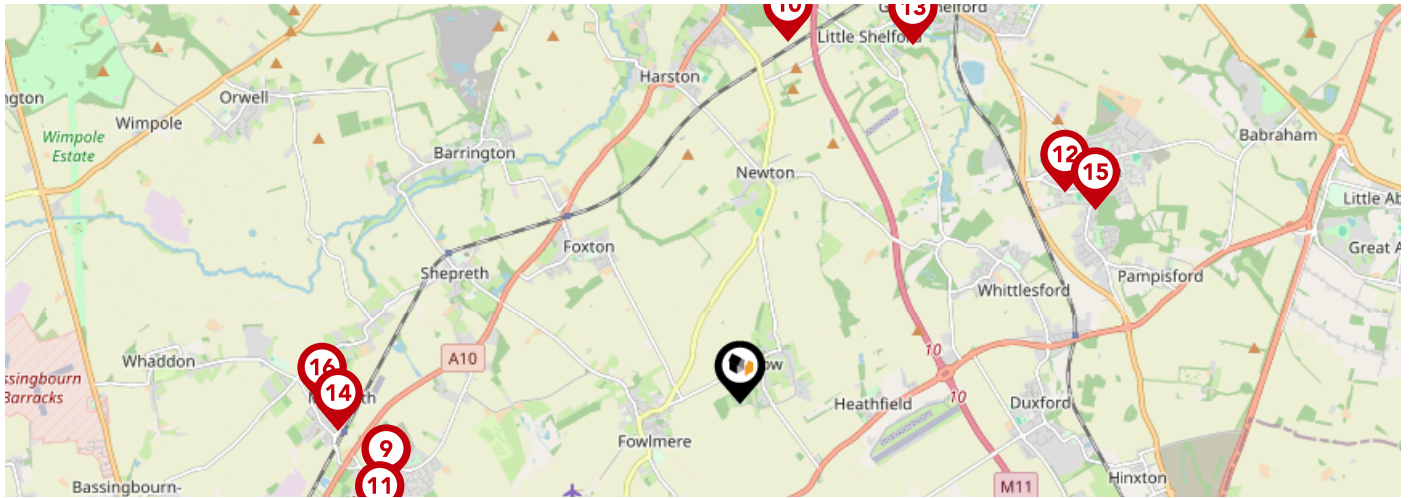 10
13
Little Shelford
Harston
ngton
Orwell
Wimpole
Babraham
Wimpole
Estate
Barrington
12
15
Newton
Little Ab
Foxton
Great A
Shepreth
Pampisford
Whittlesford
10
A10
Whaddon
16
ow
ssingbourn
Barracks
14
th
10
Heathfield
Duxford
Fowlmere
9
11
Hinxton
Bassingbourn-
M11